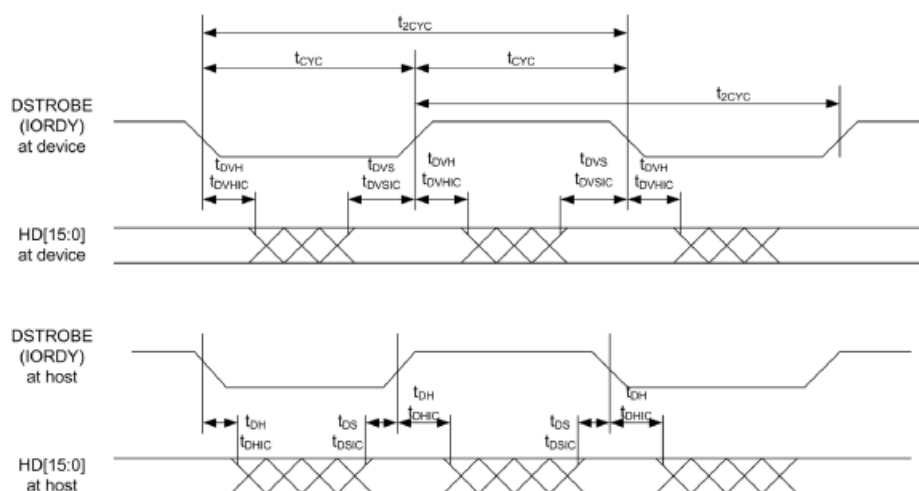 t2CYC
tCYC tCYC
t2CYC
DSTROBE
(IORDY)
at device
tDVH tDVS tDVH tDVS tDVH
tDVHIC tDVSIC tDVHIC tDVSIC tDVHIC
HD[15:0]
at device
DSTROBE
(IORDY)
at host
tDH tDS tDH tDS tDH
tDHIC tDSIC tDHIC tDSIC tDHIC
HD[15:0]
at host